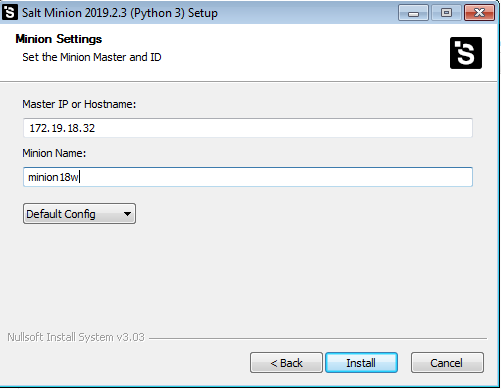 Salt Minion 2019.2.3 (Python 3) Setup
Minion Settings
Set the Minion Master and ID
Master IP or Hostname:
172.19.18.32
Minion Name:
minion18w
Default Config
Nullsoft Install System v3.03
< Back Install Cancel